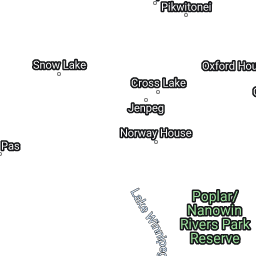 Pikwitonei
Snow Lake
Oxford Hou
Cross Lake
Jenpeg
Norway House
Pas
Lake Winnipeg
Poplar/
Nanowin
Rivers Park
Reserve